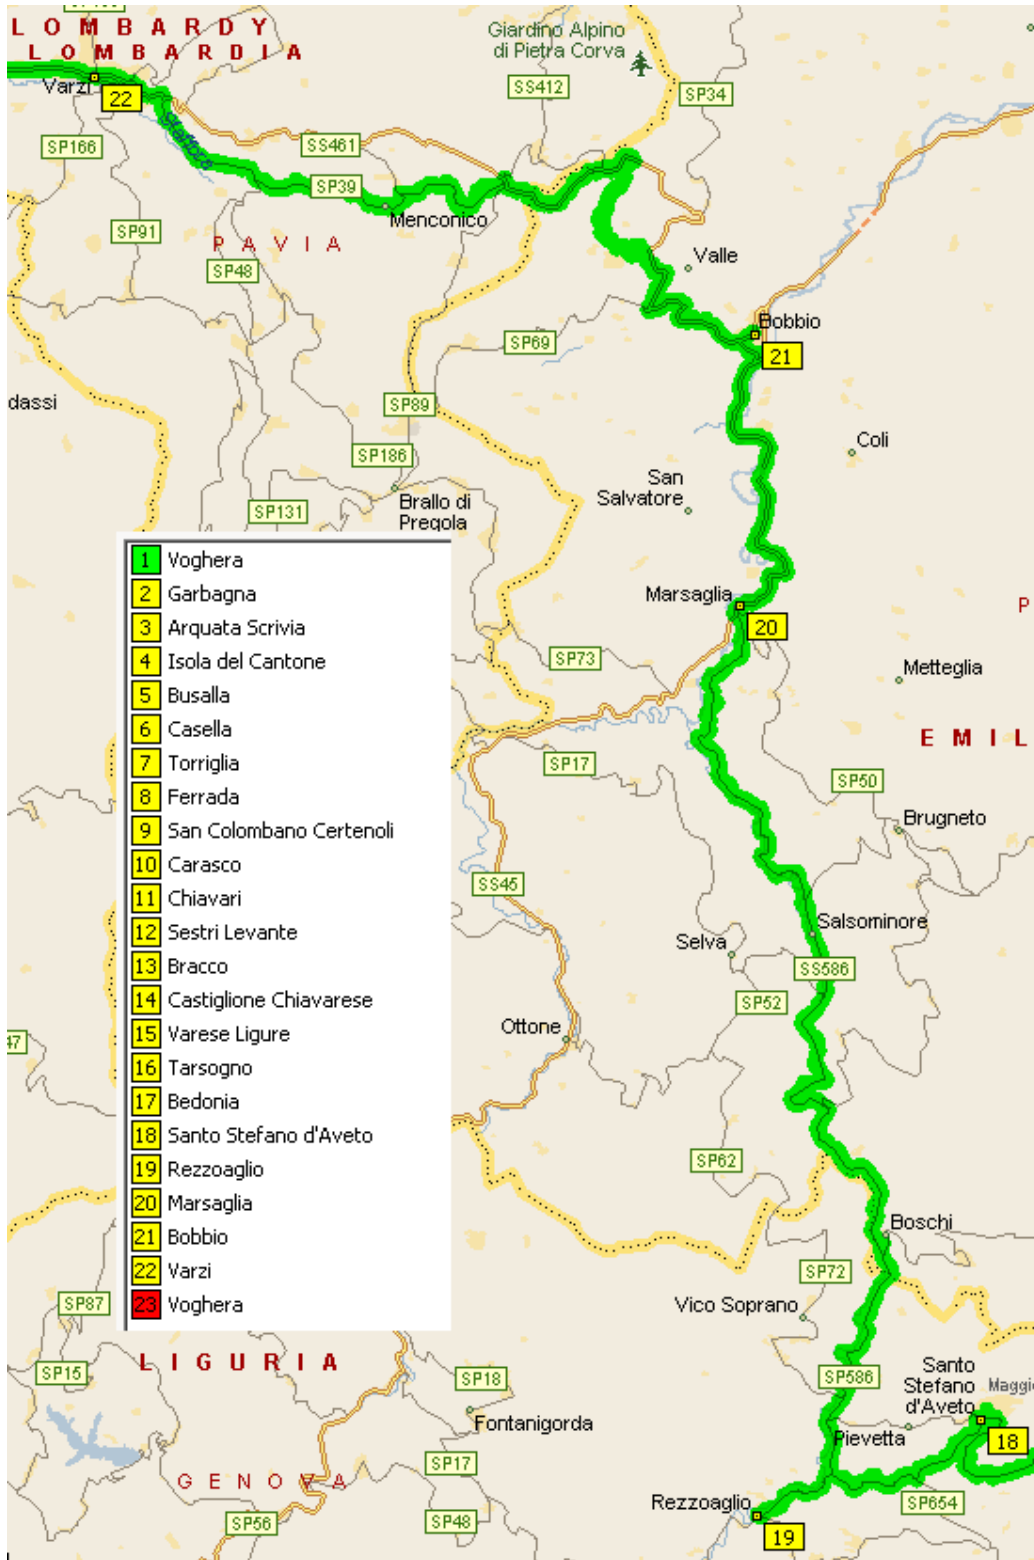 LOMBARDY
LOMBARDIA
Giardino Alpino
di Pietra Corva
Varzi
22
SS412
SP34
SP166
Staffora
SS461
SP39
Menconico
SP91
PAVIA
SP48
Valle
Bobbio
21
SP69
dassi
SP89
Coli
SP186
San
Salvatore
Brallo di
Pregola
SP131
1 Voghera
2 Garbagna
3 Arquata Scrivia
4 Isola del Cantone
5 Busalla
6 Casella
7 Torriglia
8 Ferrada
9 San Colombano Certenoli
10 Carasco
11 Chiavari
12 Sestri Levante
13 Bracco
14 Castiglione Chiavarese
15 Varese Ligure
16 Tarsogno
17 Bedonia
18 Santo Stefano d'Aveto
19 Rezzoaglio
20 Marsaglia
21 Bobbio
22 Varzi
23 Voghera
Marsaglia
20
P
SP73
Metteglia
EMIL
SP17
SP50
Brugneto
SS45
Salsominore
Selva
SS586
SP52
Ottone
47
SP62
Boschi
SP72
SP87
Vico Soprano
LIGURIA
SP15
SP18
SP586
Santo
Stefano
d'Aveto
Maggio
Fontanigorda
Pievetta
18
SP17
GENOVA
SP654
Rezzoaglio
19
SP56
SP48